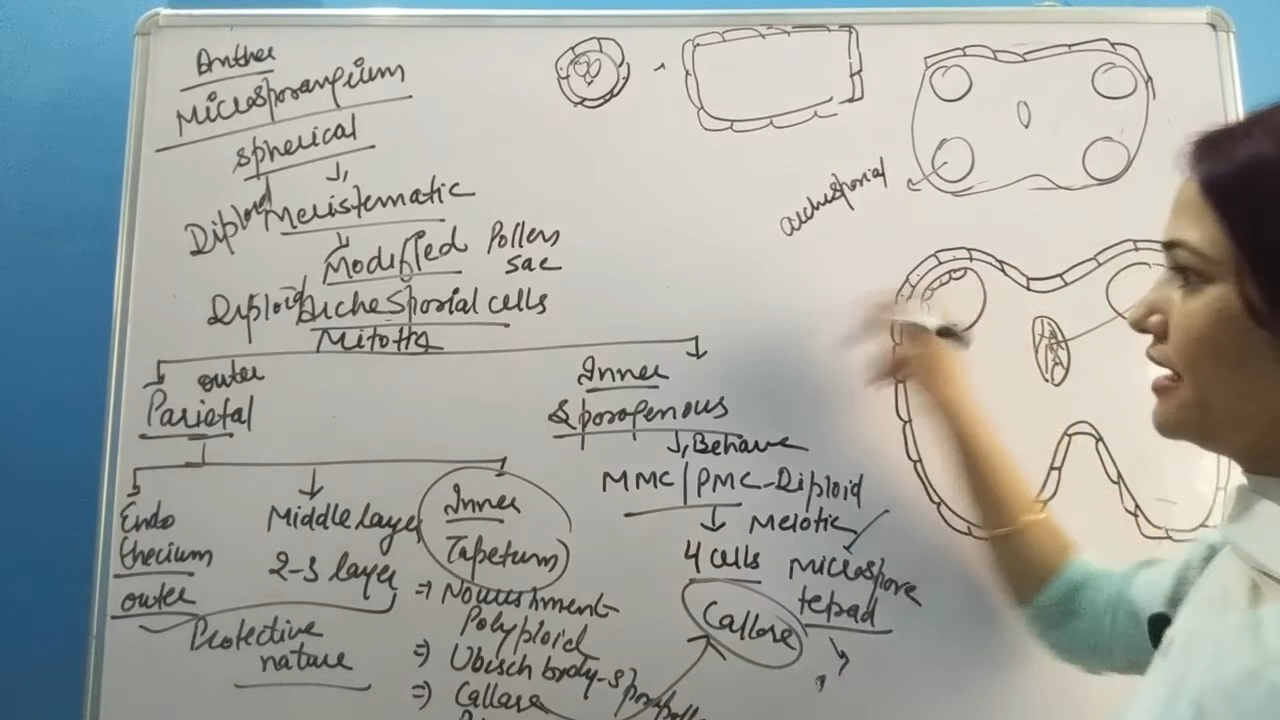 Anther
Microsporangium
spherical
Diploid Meristematic
Modified Pollen
sac
Diploid Archesporial cells
Mitotic
outer
Parietal
Inner
Sporogenous
Behave
MMC | PMC - Diploid
Meiotic
4 cells
Microspore
tetrad
Callose
Endo
thecium
outer
Middle layer
2-3 layer
Protective
nature
Inner
Tapetum
⇒ Nourishment
Polyploid
⇒ Ubisch body -
⇒ Callase
archesporial